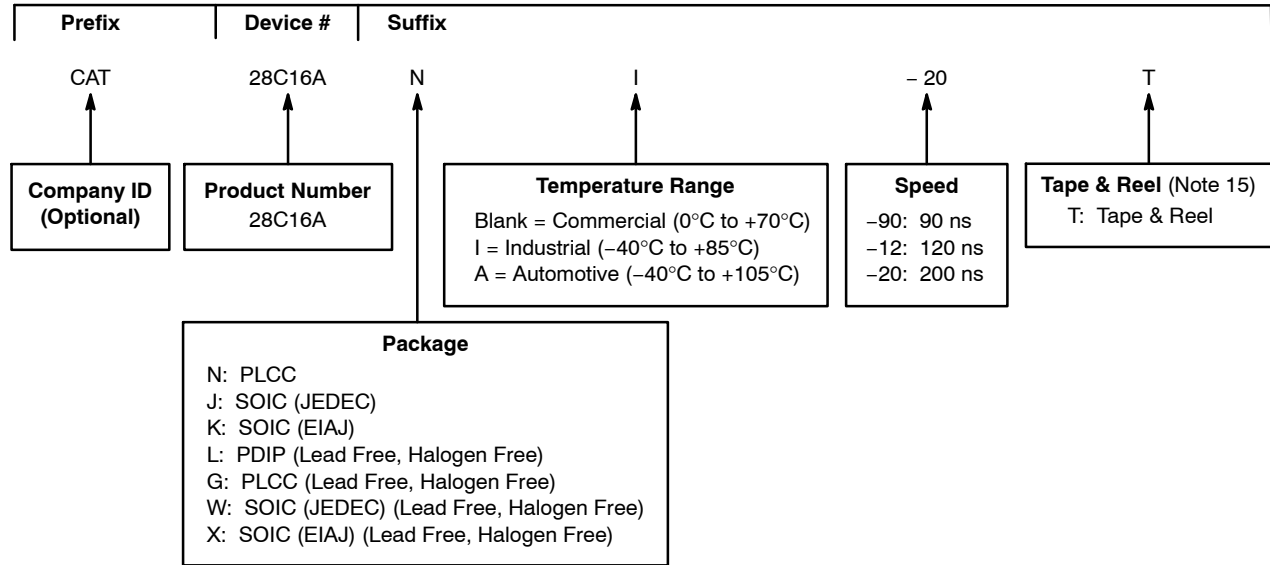 Prefix Device # Suffix
CAT 28C16A N I – 20 T
Company ID
(Optional)
Product Number
28C16A
Temperature Range
Blank = Commercial (0°C to +70°C)
I = Industrial (−40°C to +85°C)
A = Automotive (−40°C to +105°C)
Speed
−90: 90 ns
−12: 120 ns
−20: 200 ns
Tape & Reel (Note 15)
T: Tape & Reel
Package
N: PLCC
J: SOIC (JEDEC)
K: SOIC (EIAJ)
L: PDIP (Lead Free, Halogen Free)
G: PLCC (Lead Free, Halogen Free)
W: SOIC (JEDEC) (Lead Free, Halogen Free)
X: SOIC (EIAJ) (Lead Free, Halogen Free)